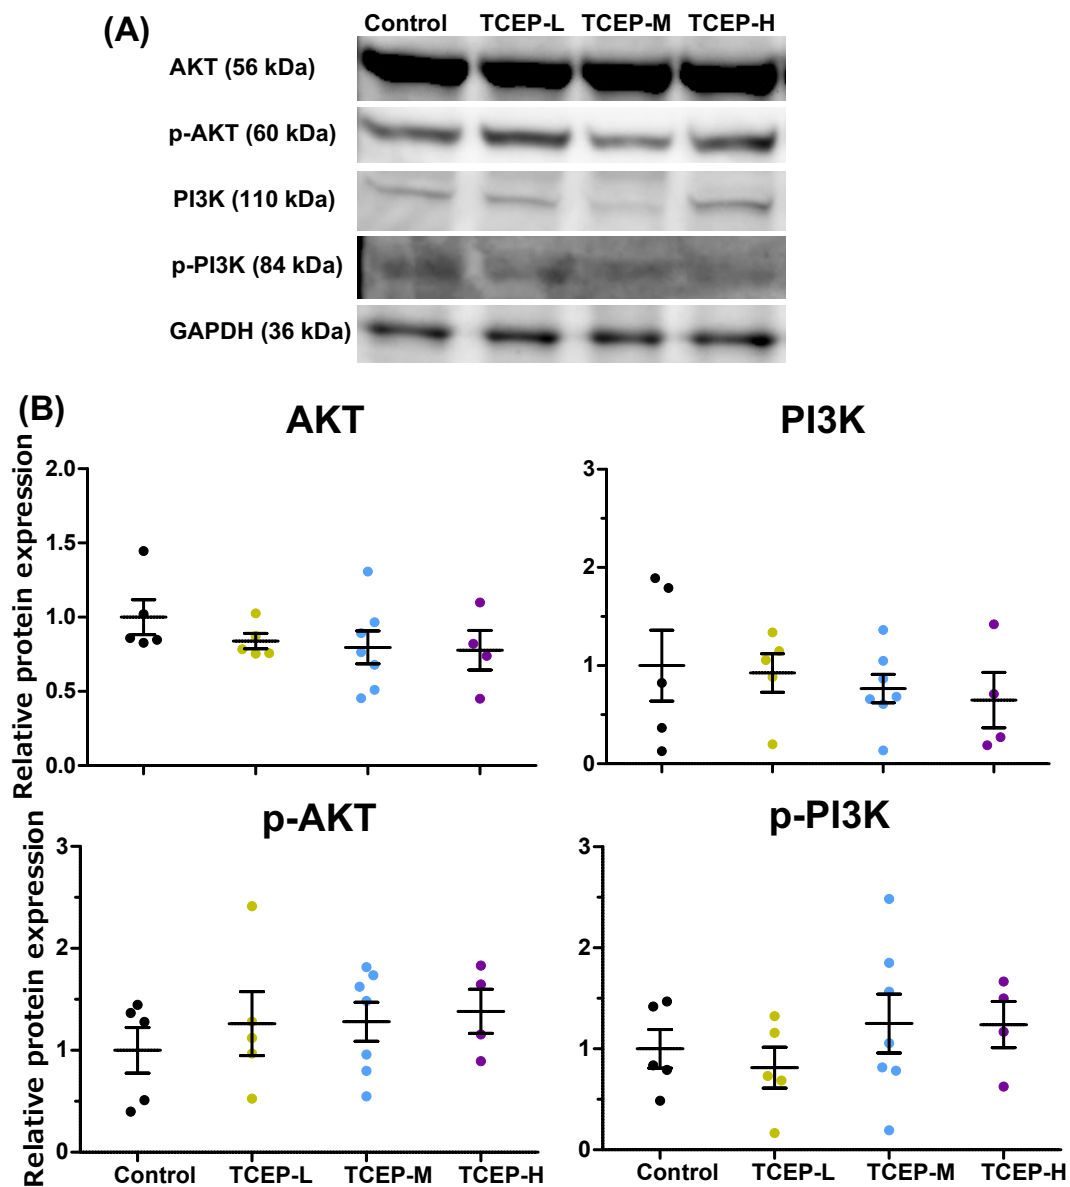 (A)
Control TCEP-L TCEP-M TCEP-H
AKT (56 kDa)
p-AKT (60 kDa)
PI3K (110 kDa)
p-PI3K (84 kDa)
GAPDH (36 kDa)
(B)
AKT
Relative protein expression
2.0
1.5
1.0
0.5
0.0
PI3K
3
2
1
0
p-AKT
Relative protein expression
3
2
1
0
Control TCEP-L TCEP-M TCEP-H
p-PI3K
3
2
1
0
Control TCEP-L TCEP-M TCEP-H